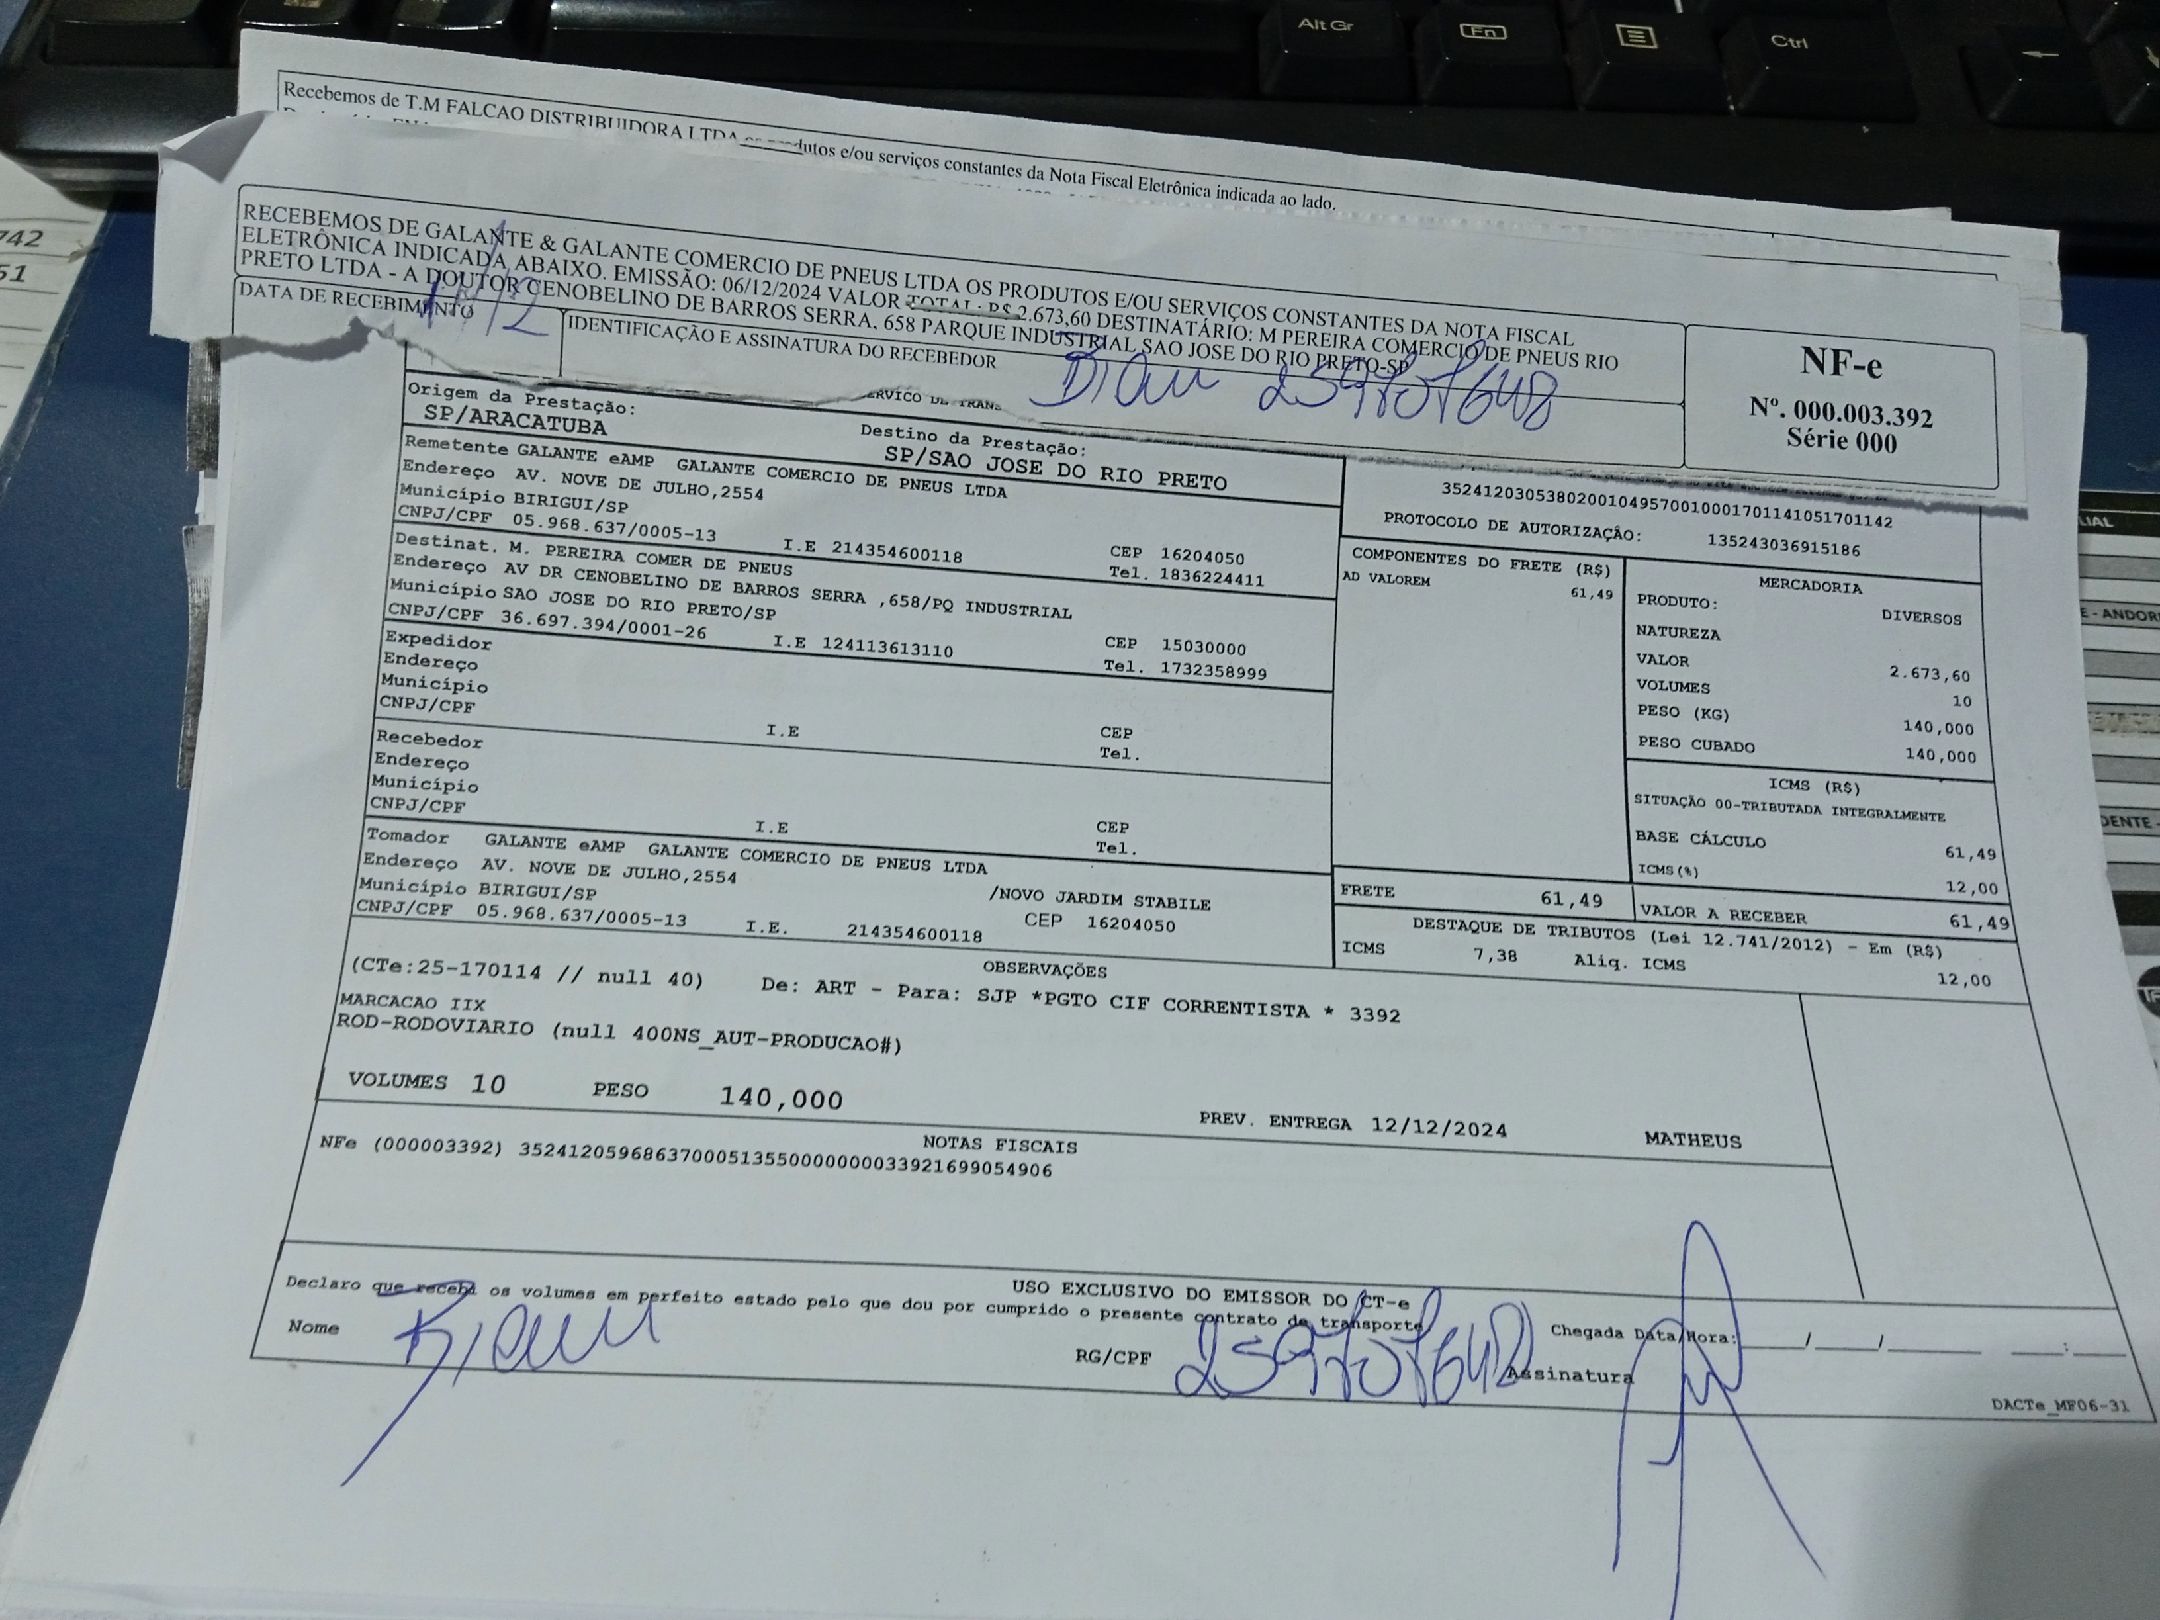 Alt Gr
Fn
Ctrl
742
51
Recebemos de T.M FALCAO DISTRIBUIDORA LTDA os produtos e/ou serviços constantes da Nota Fiscal Eletrônica indicada ao lado.
RECEBEMOS DE GALANTE & GALANTE COMERCIO DE PNEUS LTDA OS PRODUTOS E/OU SERVIÇOS CONSTANTES DA NOTA FISCAL
ELETRÔNICA INDICADA ABAIXO. EMISSÃO: 06/12/2024 VALOR TOTAL: R$ 2.673,60 DESTINATÁRIO: M PEREIRA COMERCIO DE PNEUS RIO
PRETO LTDA - A DOUTOR CENOBELINO DE BARROS SERRA, 658 PARQUE INDUSTRIAL SAO JOSE DO RIO PRETO-SP
DATA DE RECEBIMENTO
IDENTIFICAÇÃO E ASSINATURA DO RECEBEDOR
NF-e
Nº. 000.003.392
Série 000
Origem da Prestação:
SP/ARACATUBA
Destino da Prestação:
SP/SAO JOSE DO RIO PRETO
Remetente GALANTE eAMP GALANTE COMERCIO DE PNEUS LTDA
Endereço AV. NOVE DE JULHO,2554
Município BIRIGUI/SP
CNPJ/CPF 05.968.637/0005-13 I.E 214354600118 CEP 16204050
Tel. 1836224411
Destinat. M. PEREIRA COMER DE PNEUS
Endereço AV DR CENOBELINO DE BARROS SERRA ,658/PQ INDUSTRIAL
Município SAO JOSE DO RIO PRETO/SP
CNPJ/CPF 36.697.394/0001-26 I.E 124113613110 CEP 15030000
Tel. 1732358999
Expedidor
Endereço
Município
CNPJ/CPF I.E CEP
Tel.
Recebedor
Endereço
Município
CNPJ/CPF I.E CEP
Tel.
Tomador GALANTE eAMP GALANTE COMERCIO DE PNEUS LTDA
Endereço AV. NOVE DE JULHO,2554
/NOVO JARDIM STABILE
Município BIRIGUI/SP
CEP 16204050
CNPJ/CPF 05.968.637/0005-13 I.E. 214354600118
35241203053802001049570010001701141051701142
PROTOCOLO DE AUTORIZAÇÃO: 135243036915186
COMPONENTES DO FRETE (R$)
AD VALOREM 61,49
MERCADORIA
PRODUTO: DIVERSOS
NATUREZA
VALOR 2.673,60
VOLUMES 10
PESO (KG) 140,000
PESO CUBADO 140,000
ICMS (R$)
SITUAÇÃO 00-TRIBUTADA INTEGRALMENTE
BASE CÁLCULO 61,49
ICMS(%) 12,00
FRETE 61,49
VALOR A RECEBER 61,49
DESTAQUE DE TRIBUTOS (Lei 12.741/2012) - Em (R$)
ICMS 7,38 Aliq. ICMS 12,00
OBSERVAÇÕES
(CTe:25-170114 // null 40) De: ART - Para: SJP *PGTO CIF CORRENTISTA * 3392
MARCACAO IIX
ROD-RODOVIARIO (null 400NS_AUT-PRODUCAO#)
VOLUMES 10 PESO 140,000
PREV. ENTREGA 12/12/2024 MATHEUS
NOTAS FISCAIS
NFe (000003392) 35241205968637000513550000000033921699054906
USO EXCLUSIVO DO EMISSOR DO CT-e
Declaro que recebi os volumes em perfeito estado pelo que dou por cumprido o presente contrato de transporte
Nome
RG/CPF
Chegada Data/Hora: / / :
Assinatura
DACTe_MF06-31